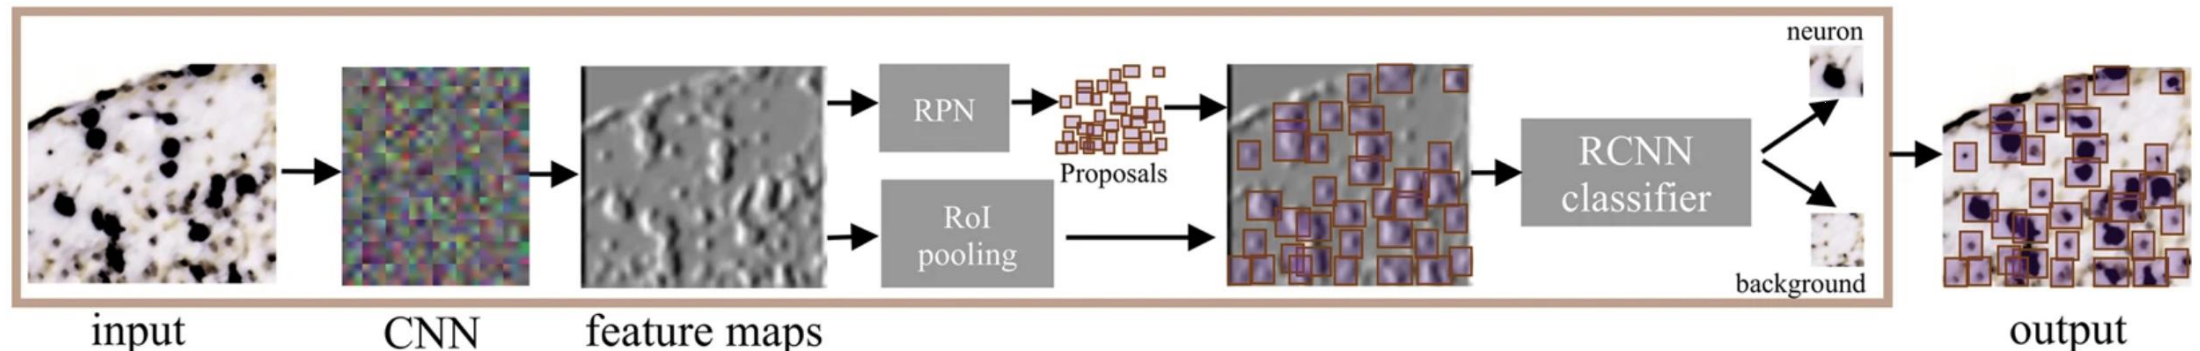 neuron
RPN
Proposals
RoI
pooling
RCNN
classifier
background
input
CNN
feature maps
output